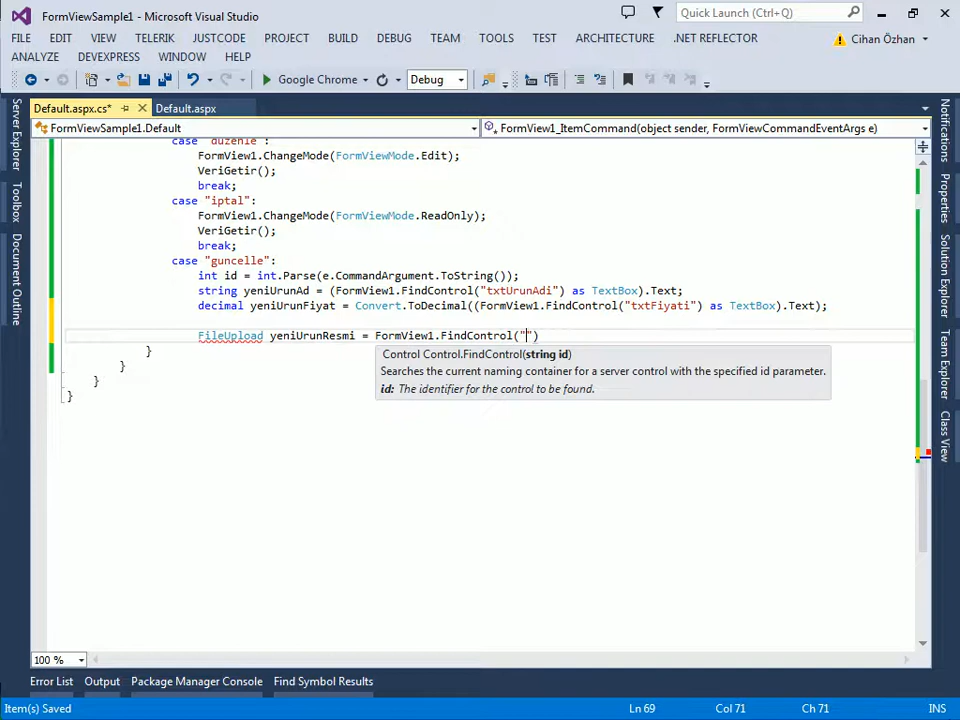 FormViewSample1 - Microsoft Visual Studio
Quick Launch (Ctrl+Q)
FILE EDIT VIEW TELERIK JUSTCODE PROJECT BUILD DEBUG TEAM TOOLS TEST ARCHITECTURE .NET REFLECTOR
Cihan Özhan
ANALYZE DEVEXPRESS WINDOW HELP
Google Chrome
Debug
Default.aspx.cs*
Default.aspx
FormViewSample1.Default
FormView1_ItemCommand(object sender, FormViewCommandEventArgs e)
case "duzenle":
FormView1.ChangeMode(FormViewMode.Edit);
VeriGetir();
break;
case "iptal":
FormView1.ChangeMode(FormViewMode.ReadOnly);
VeriGetir();
break;
case "guncelle":
int id = int.Parse(e.CommandArgument.ToString());
string yeniUrunAd = (FormView1.FindControl("txtUrunAdi") as TextBox).Text;
decimal yeniUrunFiyat = Convert.ToDecimal((FormView1.FindControl("txtFiyati") as TextBox).Text);
FileUpload yeniUrunResmi = FormView1.FindControl("")
}
Control Control.FindControl(string id)
}
Searches the current naming container for a server control with the specified id parameter.
}
id: The identifier for the control to be found.
}
Server Explorer
Toolbox
Document Outline
Notifications
Properties
Solution Explorer
Team Explorer
Class View
100 %
Error List Output Package Manager Console Find Symbol Results
Item(s) Saved
Ln 69
Col 71
Ch 71
INS